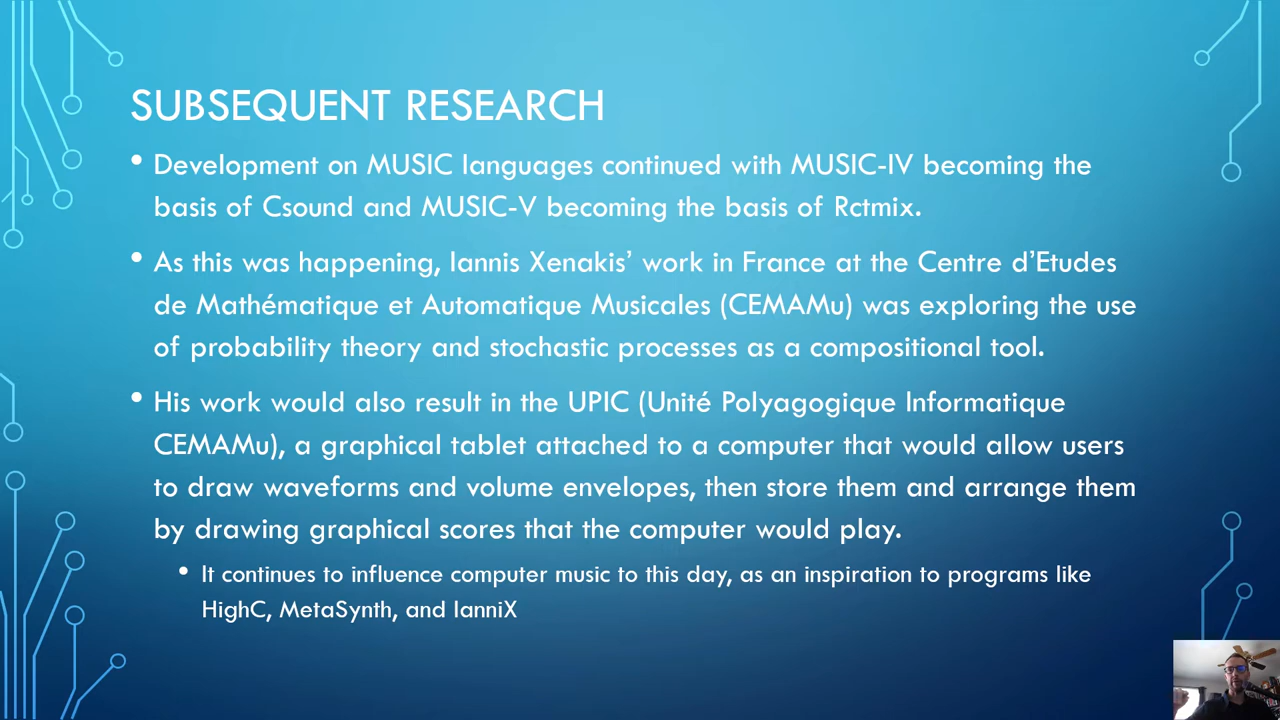 SUBSEQUENT RESEARCH
• Development on MUSIC languages continued with MUSIC-IV becoming the
basis of Csound and MUSIC-V becoming the basis of Rctmix.
• As this was happening, Iannis Xenakis’ work in France at the Centre d’Etudes
de Mathématique et Automatique Musicales (CEMAMu) was exploring the use
of probability theory and stochastic processes as a compositional tool.
• His work would also result in the UPIC (Unité Polyagogique Informatique
CEMAMu), a graphical tablet attached to a computer that would allow users
to draw waveforms and volume envelopes, then store them and arrange them
by drawing graphical scores that the computer would play.
• It continues to influence computer music to this day, as an inspiration to programs like
HighC, MetaSynth, and IanniX